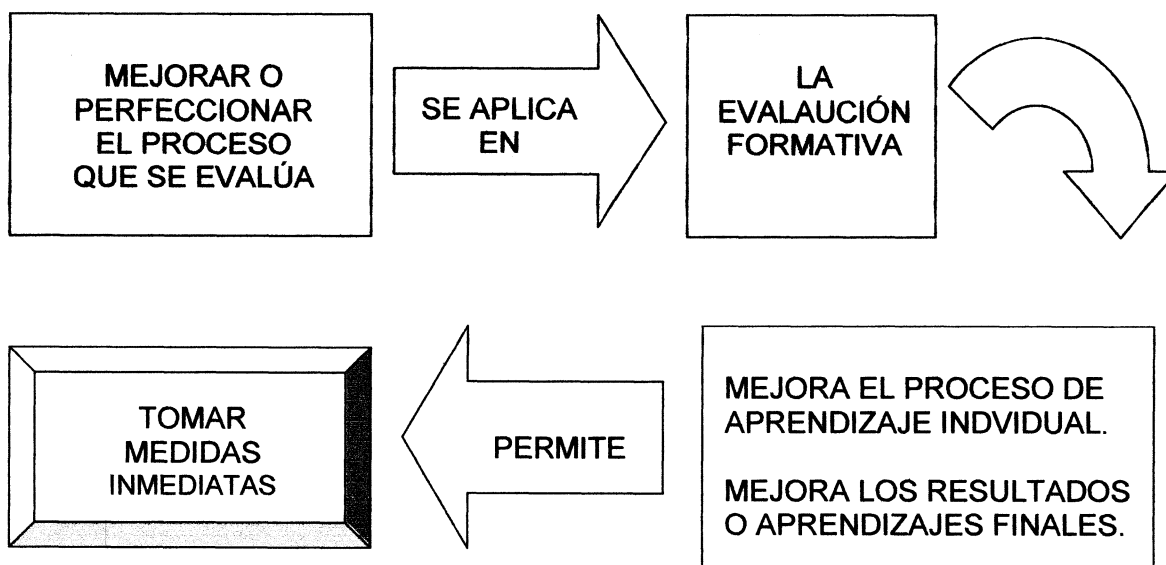 MEJORAR O
PERFECCIONAR
EL PROCESO
QUE SE EVALÚA
SE APLICA
EN
LA
EVALAUCIÓN
FORMATIVA
MEJORA EL PROCESO DE
APRENDIZAJE INDVIDUAL.
MEJORA LOS RESULTADOS
O APRENDIZAJES FINALES.
PERMITE
TOMAR
MEDIDAS
INMEDIATAS